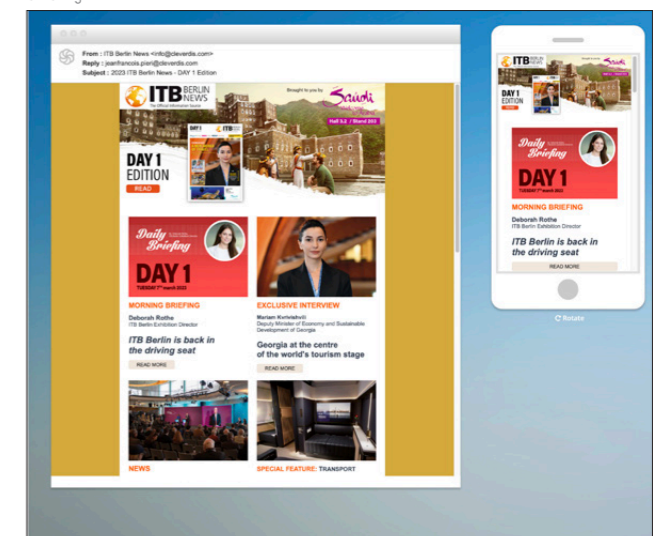 From : ITB Berlin News <info@cleverdis.com>
Reply : jeanfrancois.pieri@cleverdis.com
Subject : 2023 ITB Berlin News - DAY 1 Edition
ITB BERLIN
NEWS
The Official Information Source
Brought to you by
Saudi
Hall 5.2 / Stand 203
DAY 1
EDITION
READ
Daily
Briefing
DAY 1
TUESDAY 7th march 2023
MORNING BRIEFING
Deborah Rothe
ITB Berlin Exhibition Director
ITB Berlin is back in
the driving seat
READ MORE
EXCLUSIVE INTERVIEW
Mariam Kvrivishvili
Deputy Minister of Economy and Sustainable
Development of Georgia
Georgia at the centre
of the world's tourism stage
READ MORE
NEWS
SPECIAL FEATURE: TRANSPORT
ITB BERLIN
NEWS
Saudi
DAY 1
EDITION
READ
Daily
Briefing
DAY 1
TUESDAY 7th march 2023
MORNING BRIEFING
Deborah Rothe
ITB Berlin Exhibition Director
ITB Berlin is back in
the driving seat
READ MORE
Rotate